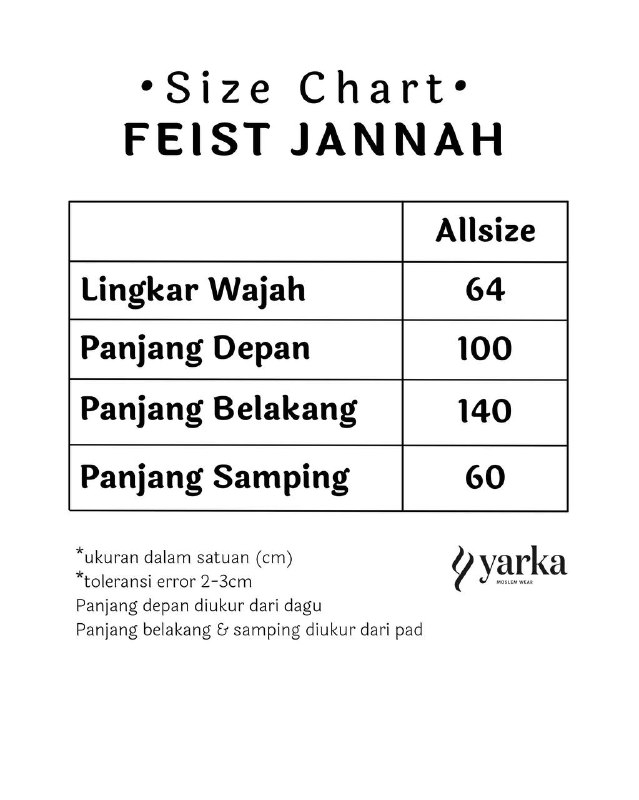 •Size Chart•
FEIST JANNAH
Allsize
Lingkar Wajah 64
Panjang Depan 100
Panjang Belakang 140
Panjang Samping 60
*ukuran dalam satuan (cm)
*toleransi error 2-3cm
Panjang depan diukur dari dagu
Panjang belakang & samping diukur dari pad
yarka
MOSLEM WEAR